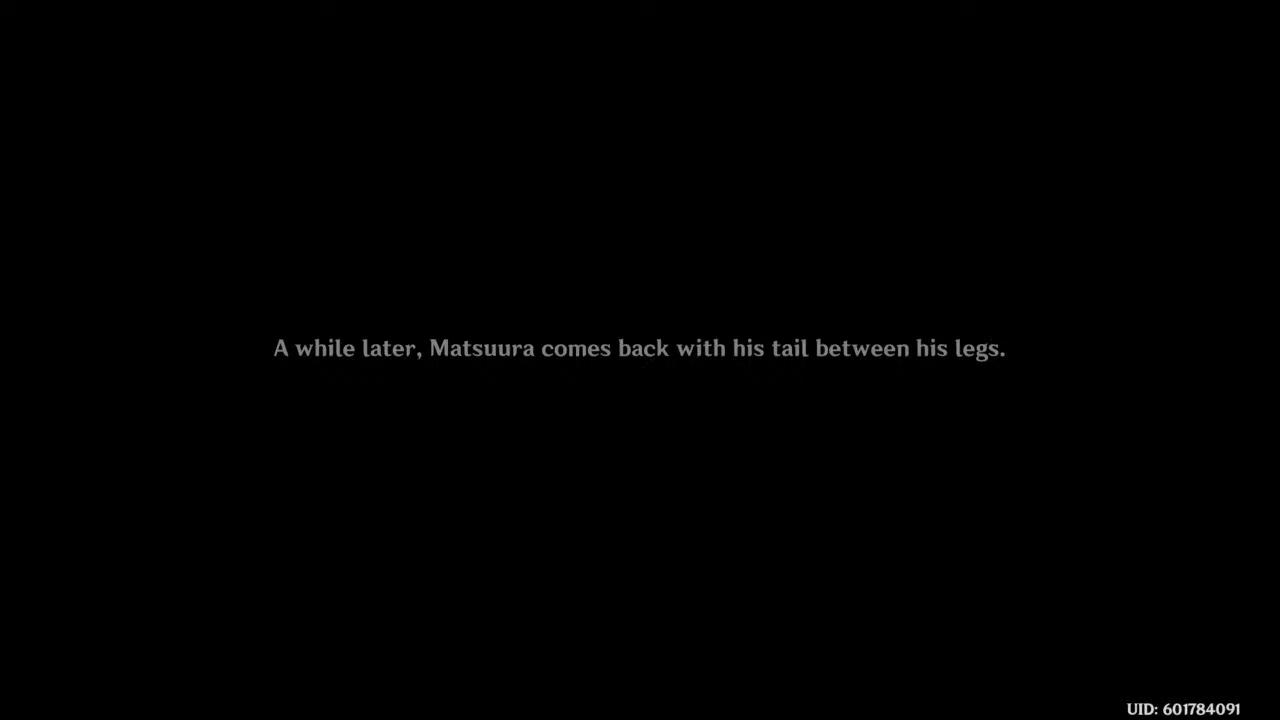 A while later, Matsuura comes back with his tail between his legs.
UID: 601784091